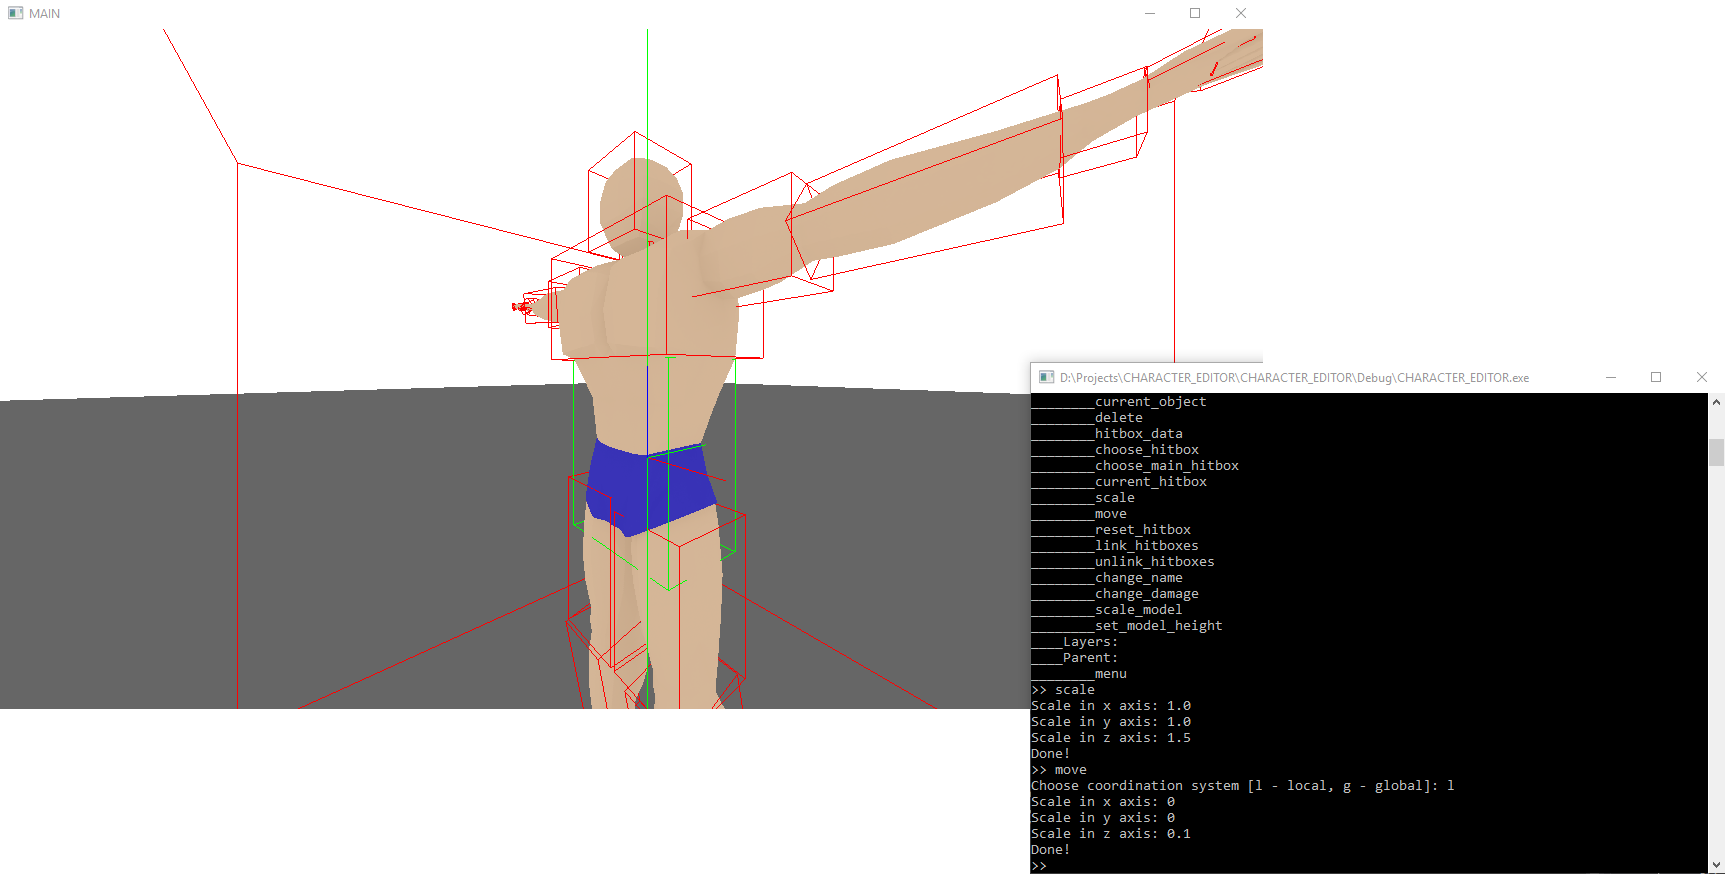 MAIN
D:\Projects\CHARACTER_EDITOR\CHARACTER_EDITOR\Debug\CHARACTER_EDITOR.exe
________current_object
________delete
________hitbox_data
________choose_hitbox
________choose_main_hitbox
________current_hitbox
________scale
________move
________reset_hitbox
________link_hitboxes
________unlink_hitboxes
________change_name
________change_damage
________scale_model
________set_model_height
____Layers:
____Parent:
________menu
>> scale
Scale in x axis: 1.0
Scale in y axis: 1.0
Scale in z axis: 1.5
Done!
>> move
Choose coordination system [l - local, g - global]: l
Scale in x axis: 0
Scale in y axis: 0
Scale in z axis: 0.1
Done!
>>